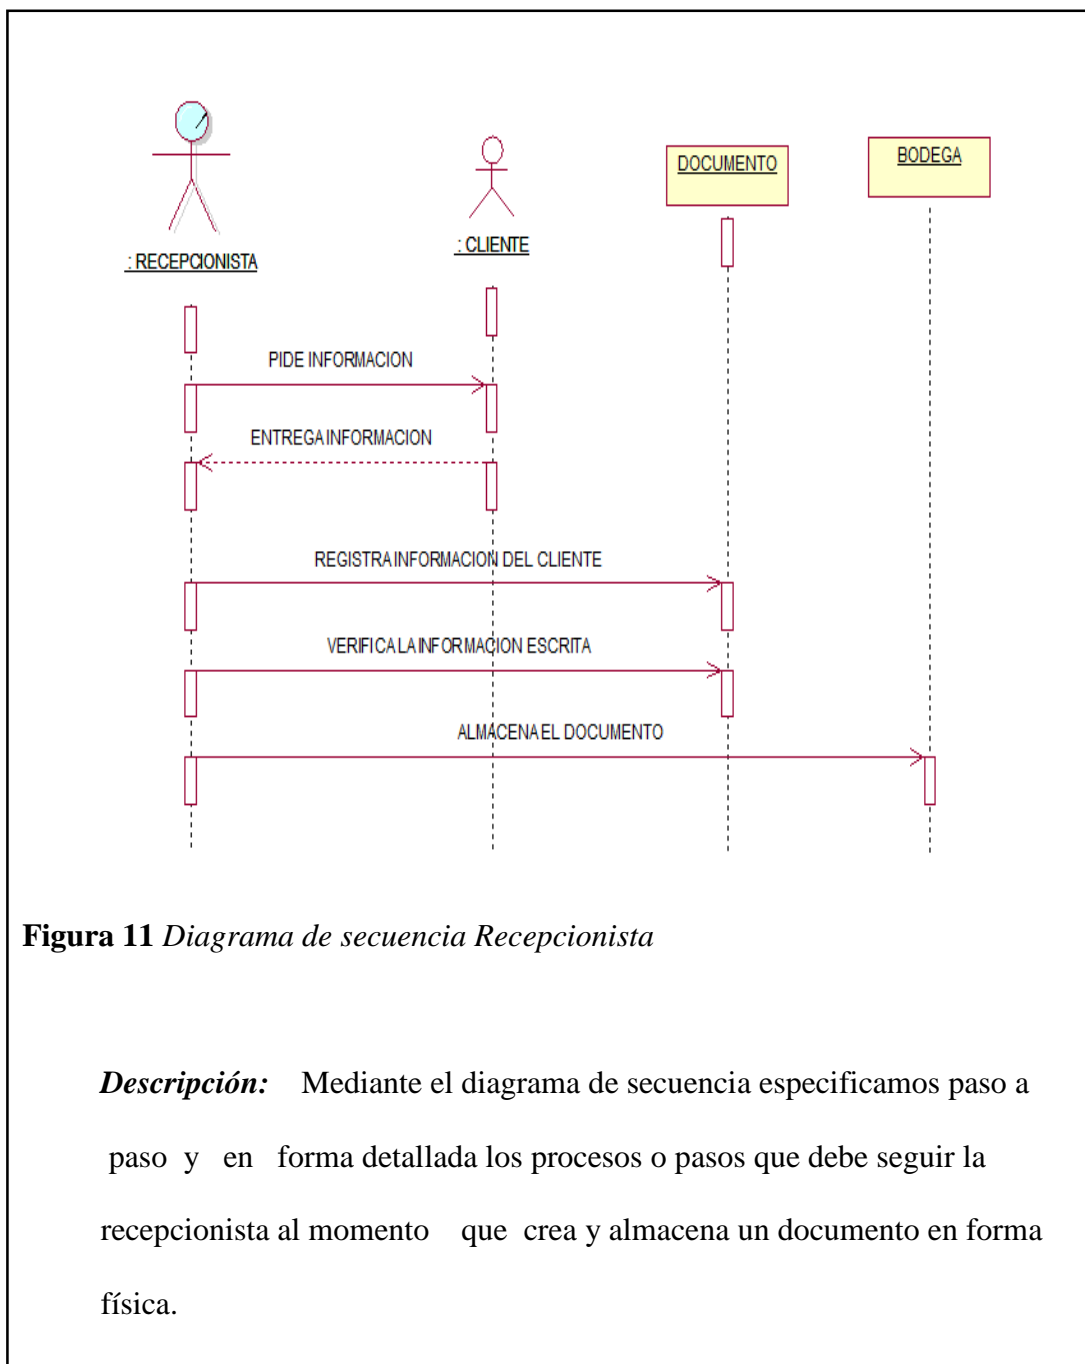 : RECEPCIONISTA
: CLIENTE
DOCUMENTO
BODEGA
PIDE INFORMACION
ENTREGA INFORMACION
REGISTRA INFORMACION DEL CLIENTE
VERIFICA LA INFORMACION ESCRITA
ALMACENA EL DOCUMENTO
Figura 11 Diagrama de secuencia Recepcionista
Descripción: Mediante el diagrama de secuencia especificamos paso a
paso y en forma detallada los procesos o pasos que debe seguir la
recepcionista al momento que crea y almacena un documento en forma
física.